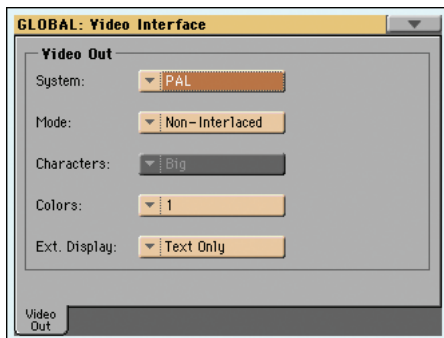 GLOBAL: Video Interface
Video Out
System: PAL
Mode: Non-Interlaced
Characters: Big
Colors: 1
Ext. Display: Text Only
Video
Out